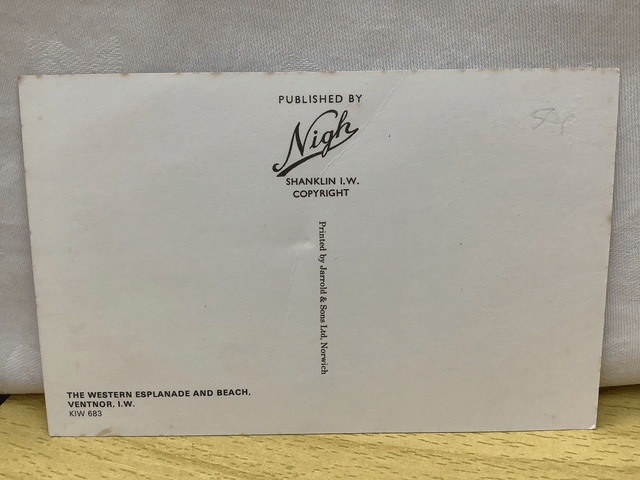 PUBLISHED BY
Nigh
SHANKLIN I.W.
COPYRIGHT
Printed by Jarrold & Sons Ltd, Norwich
THE WESTERN ESPLANADE AND BEACH,
VENTNOR, I.W.
KIW 683